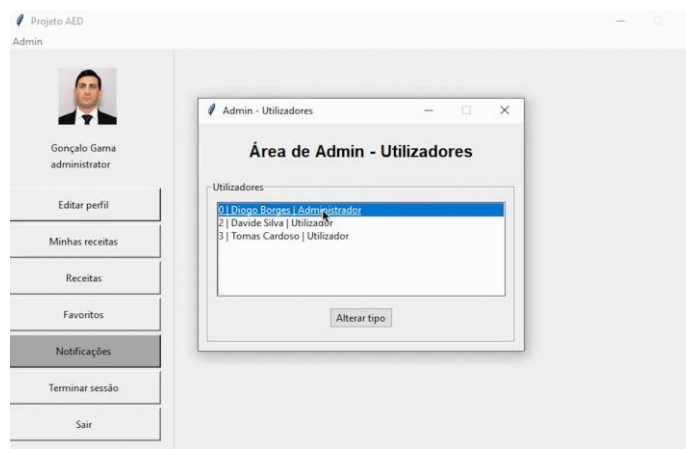 Projeto AED
Admin
Gonçalo Gama
administrator
Editar perfil
Minhas receitas
Receitas
Favoritos
Notificações
Terminar sessão
Sair
Admin - Utilizadores
Área de Admin - Utilizadores
Utilizadores
0 | Diogo Borges | Administrador
2 | Davide Silva | Utilizador
3 | Tomas Cardoso | Utilizador
Alterar tipo